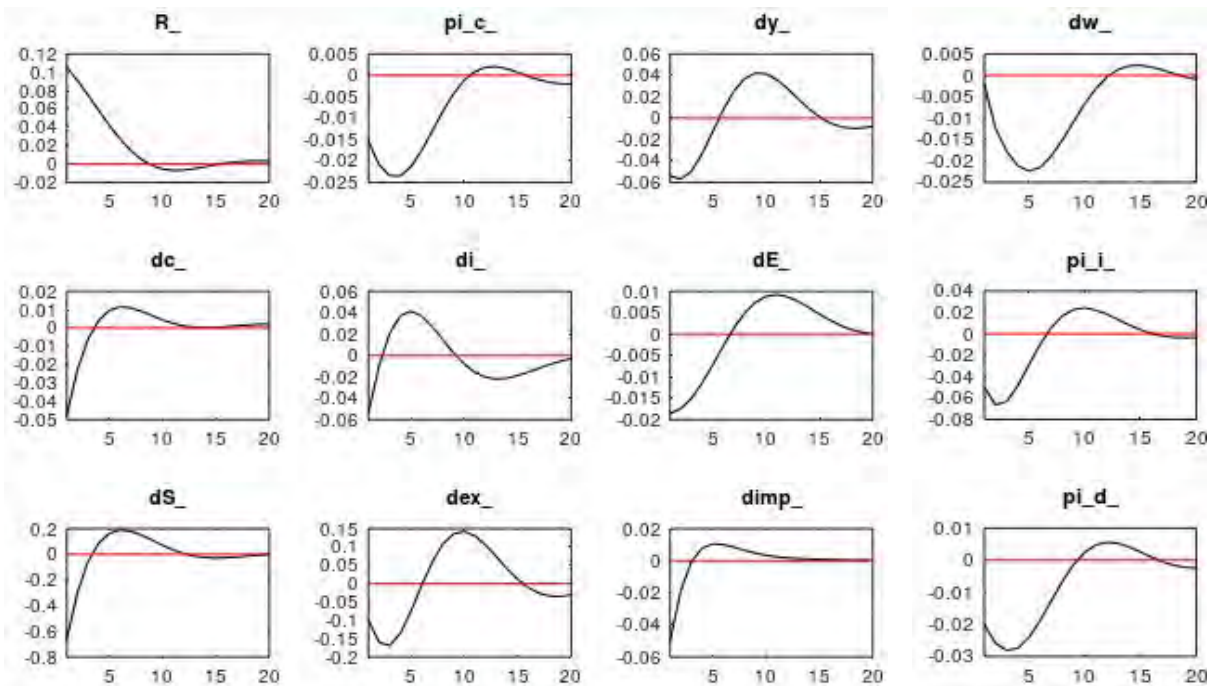 R_ pi_c_ dy_ dw_
0.12 0.005 0.06 0.005
0.1 0 0.04 0
0.08 -0.005 0.02 -0.005
0.06 -0.01 0 -0.01
0.04 -0.015 -0.02 -0.015
0.02 -0.02 -0.04 -0.02
0 -0.025 -0.06 -0.025
-0.02
5 10 15 20 5 10 15 20 5 10 15 20 5 10 15 20
dc_ di_ dE_ pi_i_
0.02 0.06 0.01 0.04
0.01 0.04 0.005 0.02
0 0.02 0 0
-0.01 0 -0.005 -0.02
-0.02 -0.02 -0.01 -0.04
-0.03 -0.04 -0.015 -0.06
-0.04 -0.06 -0.02 -0.08
-0.05
5 10 15 20 5 10 15 20 5 10 15 20 5 10 15 20
dS_ dex_ dimp_ pi_d_
0.2 0.15 0.02 0.01
0 0.1 0 0
-0.2 0.05 -0.02 -0.01
-0.4 0 -0.04 -0.02
-0.6 -0.05 -0.06 -0.03
-0.8 -0.1
-0.15
-0.2
5 10 15 20 5 10 15 20 5 10 15 20 5 10 15 20